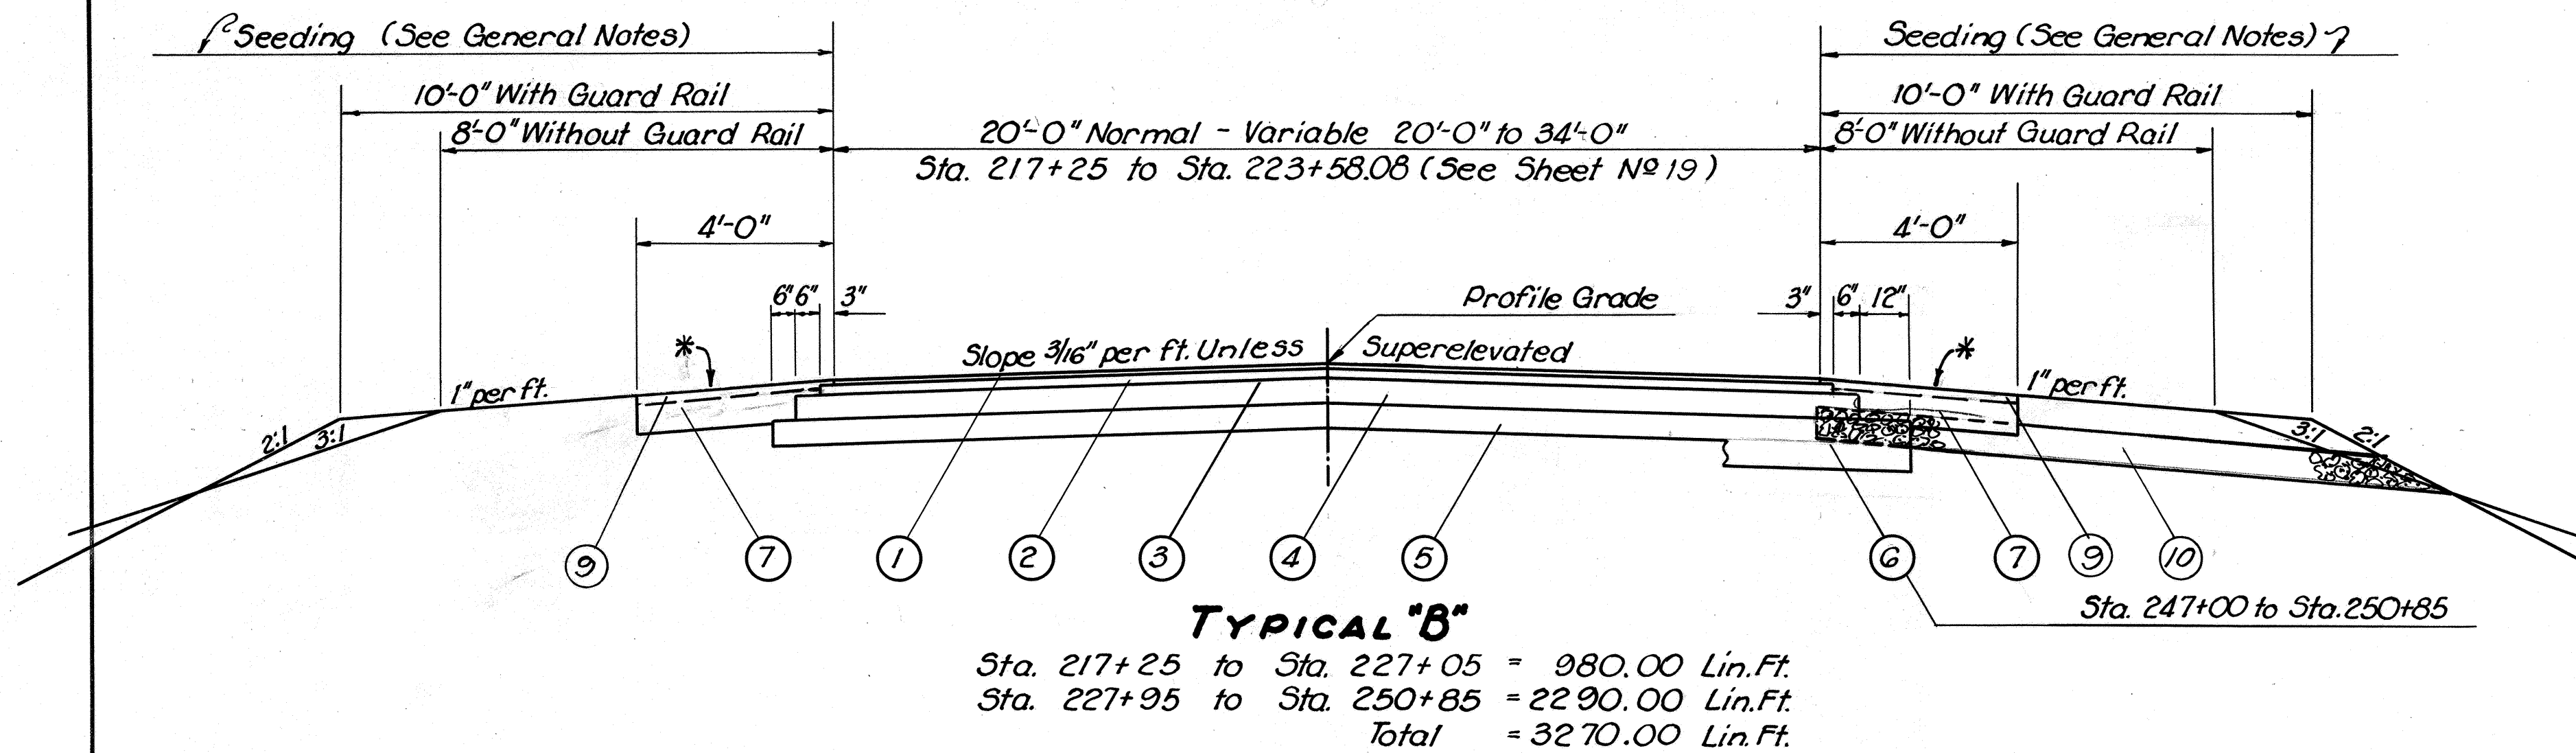 Seeding (See General Notes)
Seeding (See General Notes)
10'-0" With Guard Rail
10'-0" With Guard Rail
8'-0" Without Guard Rail
20'-0" Normal - Variable 20'-0" to 34'-0"
8'-0" Without Guard Rail
Sta. 217+25 to Sta. 223+58.08 (See Sheet Nº 19)
4'-0"
4'-0"
6" 6" 3"
Profile Grade
3" 6" 12"
*
Slope 3/16" per ft. Unless Superelevated
*
1" per ft.
1" per ft.
2:1
3:1
3:1
2:1
9 7 1 2 3 4 5 6 7 9 10
Sta. 247+00 to Sta. 250+85
TYPICAL "B"
Sta. 217+25 to Sta. 227+05 = 980.00 Lin.Ft.
Sta. 227+95 to Sta. 250+85 = 2290.00 Lin.Ft.
Total = 3270.00 Lin.Ft.